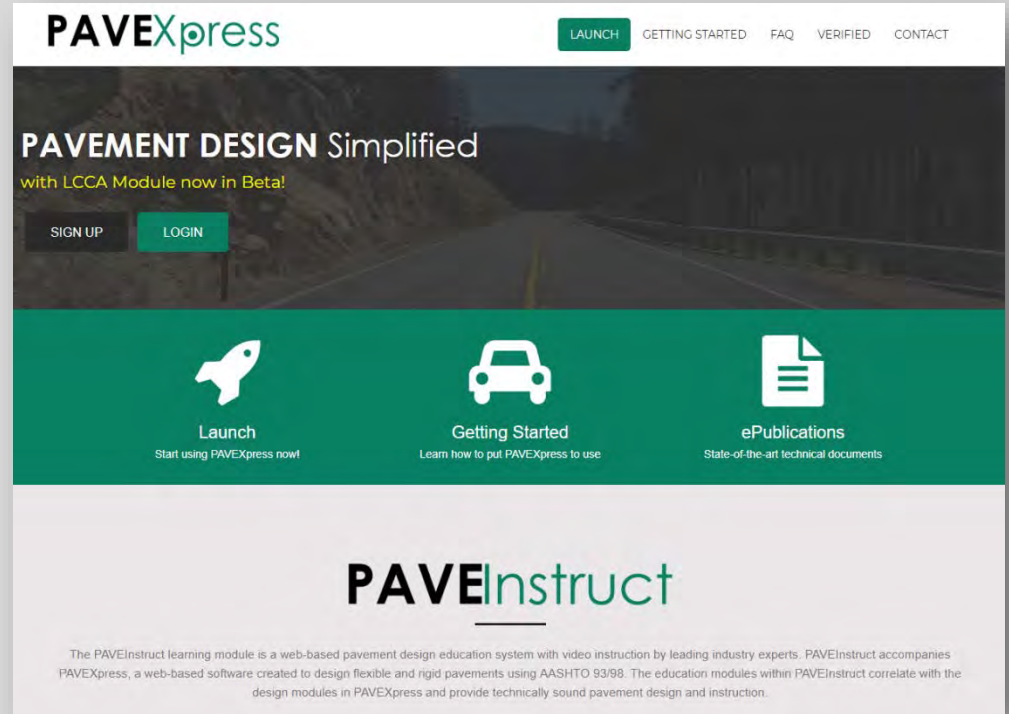 PAVEXpress
LAUNCH GETTING STARTED FAQ VERIFIED CONTACT
PAVEMENT DESIGN Simplified
with LCCA Module now in Beta!
SIGN UP LOGIN
Launch
Start using PAVEXpress now!
Getting Started
Learn how to put PAVEXpress to use
ePublications
State-of-the-art technical documents
PAVEInstruct
The PAVEInstruct learning module is a web-based pavement design education system with video instruction by leading industry experts. PAVEInstruct accompanies
PAVEXpress, a web-based software created to design flexible and rigid pavements using AASHTO 93/98. The education modules within PAVEInstruct correlate with the
design modules in PAVEXpress and provide technically sound pavement design and instruction.